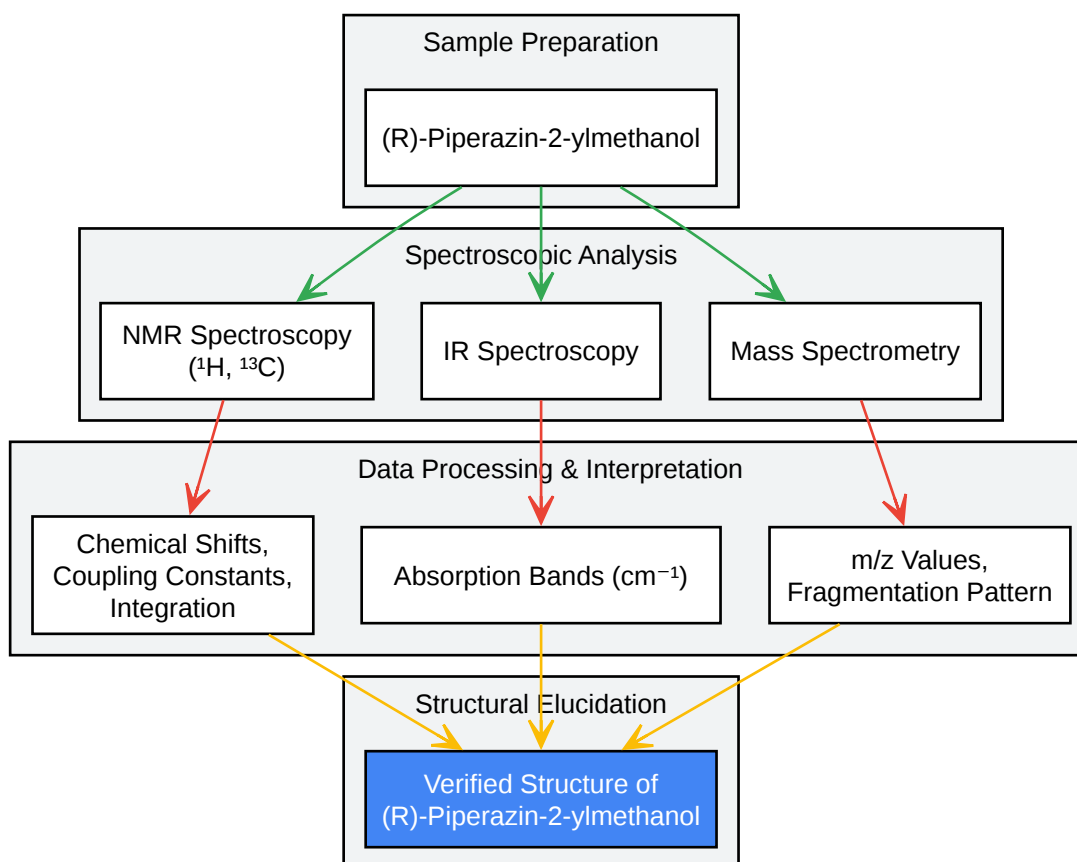 Sample Preparation
(R)-Piperazin-2-ylmethanol
Spectroscopic Analysis
NMR Spectroscopy
(¹H, ¹³C)
IR Spectroscopy
Mass Spectrometry
Data Processing & Interpretation
Chemical Shifts,
Coupling Constants,
Integration
Absorption Bands (cm⁻¹)
m/z Values,
Fragmentation Pattern
Structural Elucidation
Verified Structure of
(R)-Piperazin-2-ylmethanol